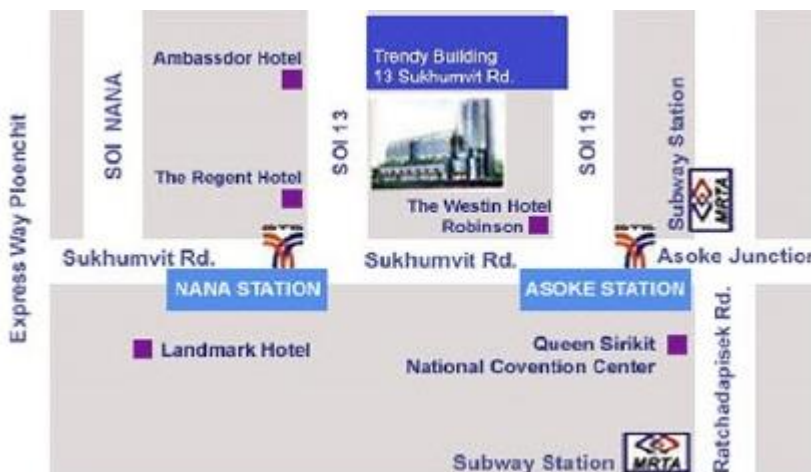 Ambassdor Hotel
Trendy Building
13 Sukhumvit Rd.
Express Way Ploenchit
SOI NANA
SOI 13
SOI 19
Subway Station
MRTA
The Regent Hotel
The Westin Hotel
Robinson
BTS
BTS
Sukhumvit Rd.
Sukhumvit Rd.
Asoke Junction
NANA STATION
ASOKE STATION
Landmark Hotel
Queen Sirikit
National Covention Center
Ratchadapisek Rd.
Subway Station
MRTA